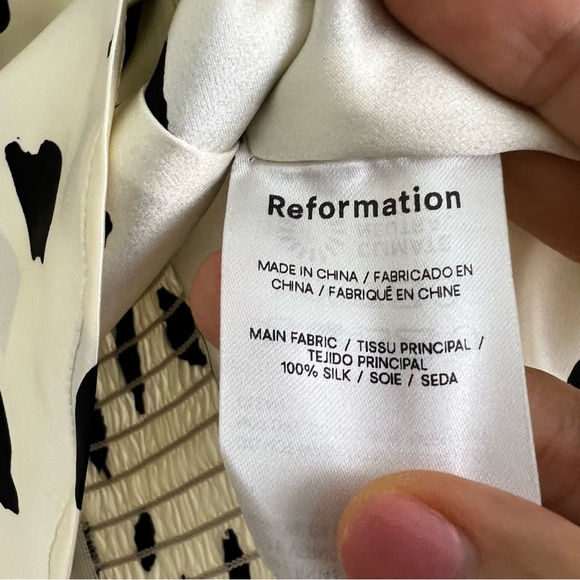 Reformation
MADE IN CHINA / FABRICADO EN
CHINA / FABRIQUÉ EN CHINE
MAIN FABRIC / TISSU PRINCIPAL /
TEJIDO PRINCIPAL
100% SILK / SOIE / SEDA